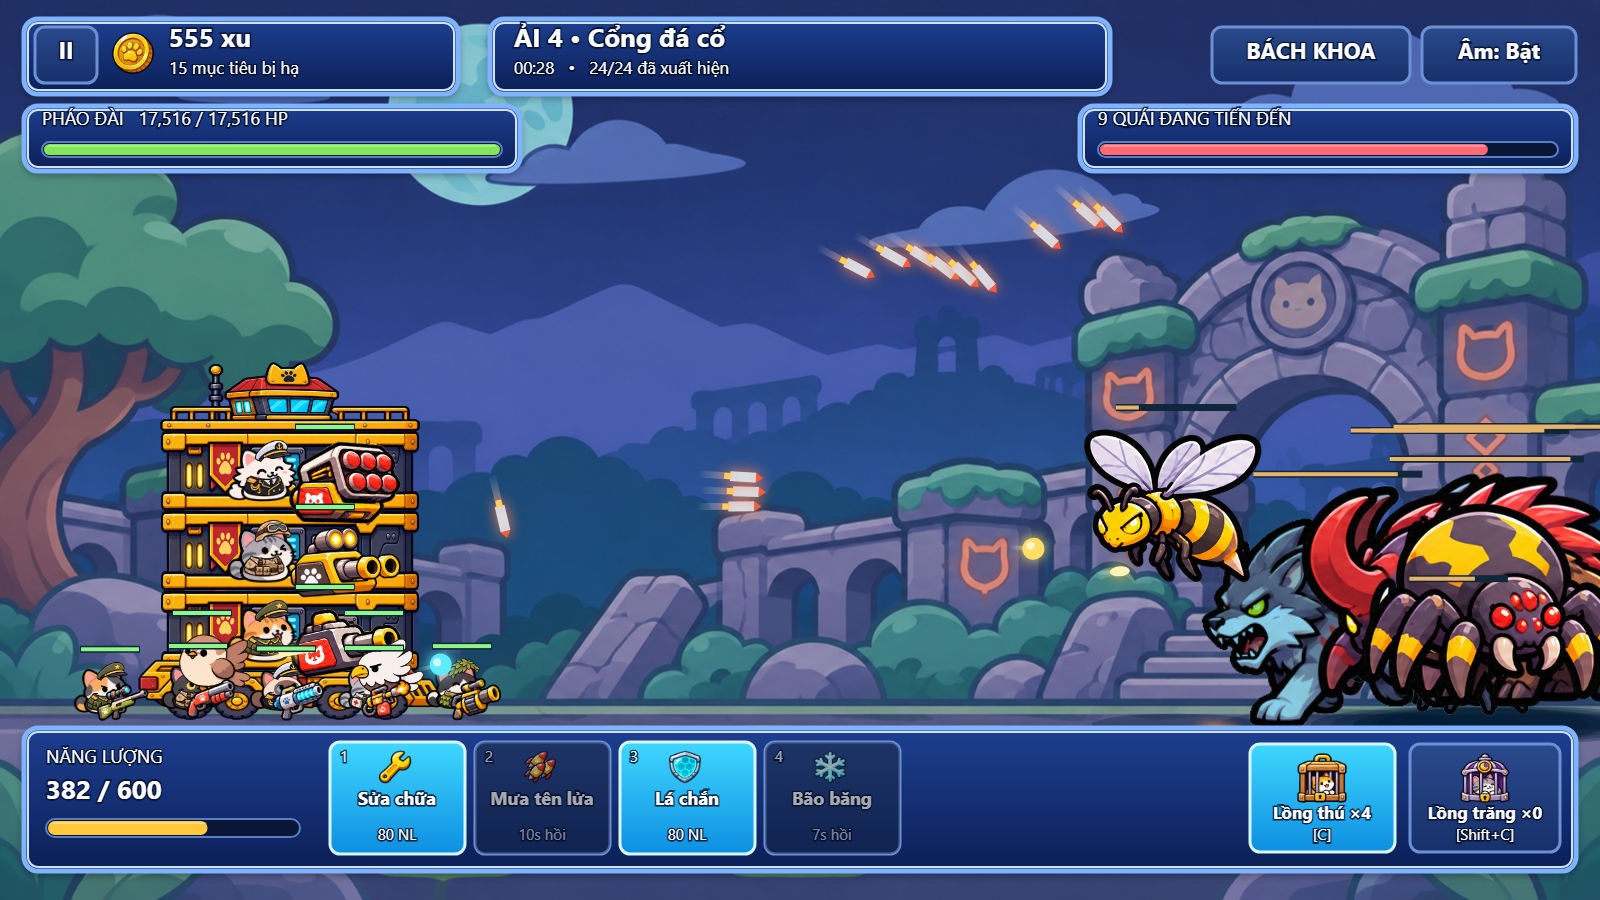 555 xu
15 mục tiêu bị hạ
ẢI 4 • Cổng đá cổ
00:28 • 24/24 đã xuất hiện
BÁCH KHOA
Âm: Bật
PHÁO ĐÀI 17,516 / 17,516 HP
9 QUÁI ĐANG TIẾN ĐẾN
NĂNG LƯỢNG
382 / 600
1
Sửa chữa
80 NL
2
Mưa tên lửa
10s hồi
3
Lá chắn
80 NL
4
Bão băng
7s hồi
Lồng thú ×4
[C]
Lồng trăng ×0
[Shift+C]